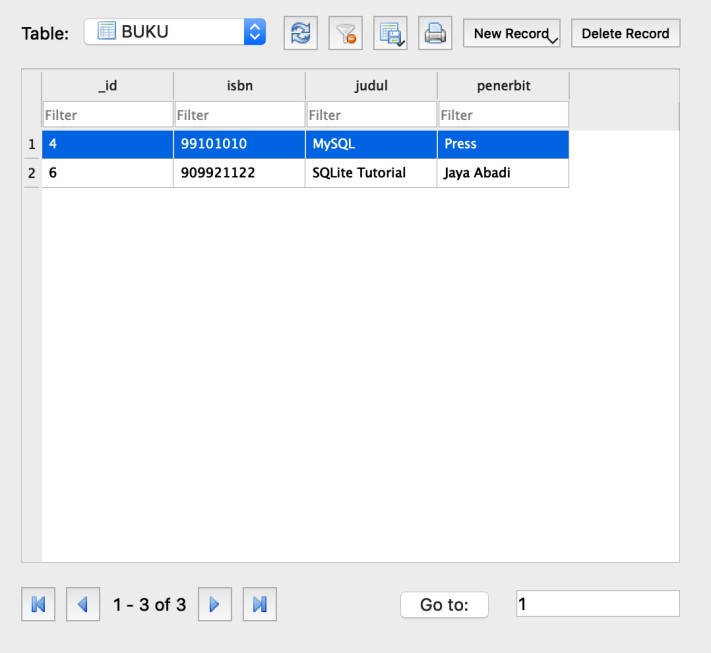 Table: BUKU New Record Delete Record
_id isbn judul penerbit
Filter Filter Filter Filter
1 4 99101010 MySQL Press
2 6 909921122 SQLite Tutorial Jaya Abadi
1 - 3 of 3 Go to: 1